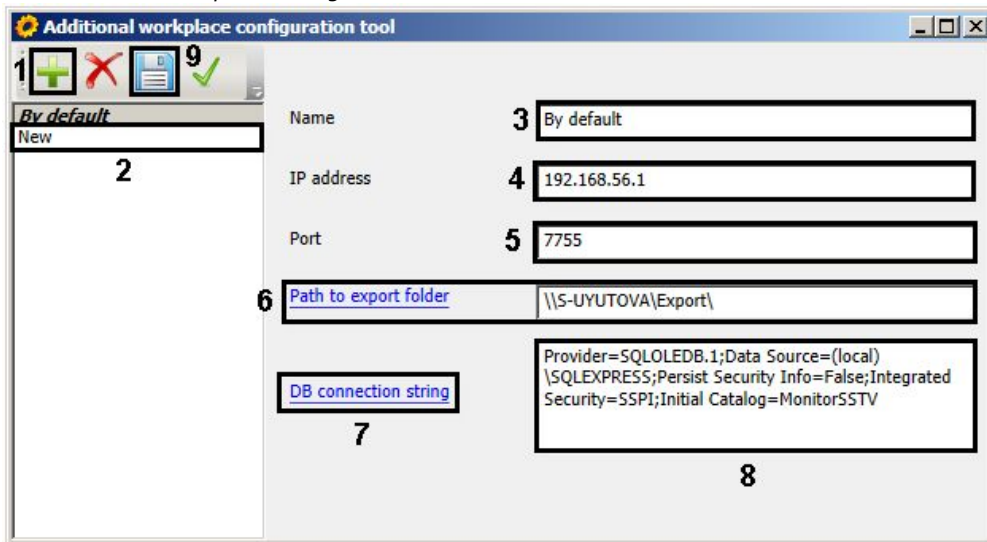 Additional workplace configuration tool
1
9
By default
New
2
Name
3
By default
IP address
4
192.168.56.1
Port
5
7755
6
Path to export folder
\\S-UYUTOVA\Export\
DB connection string
7
Provider=SQLOLEDB.1;Data Source=(local)
\SQLEXPRESS;Persist Security Info=False;Integrated
Security=SSPI;Initial Catalog=MonitorSSTV
8